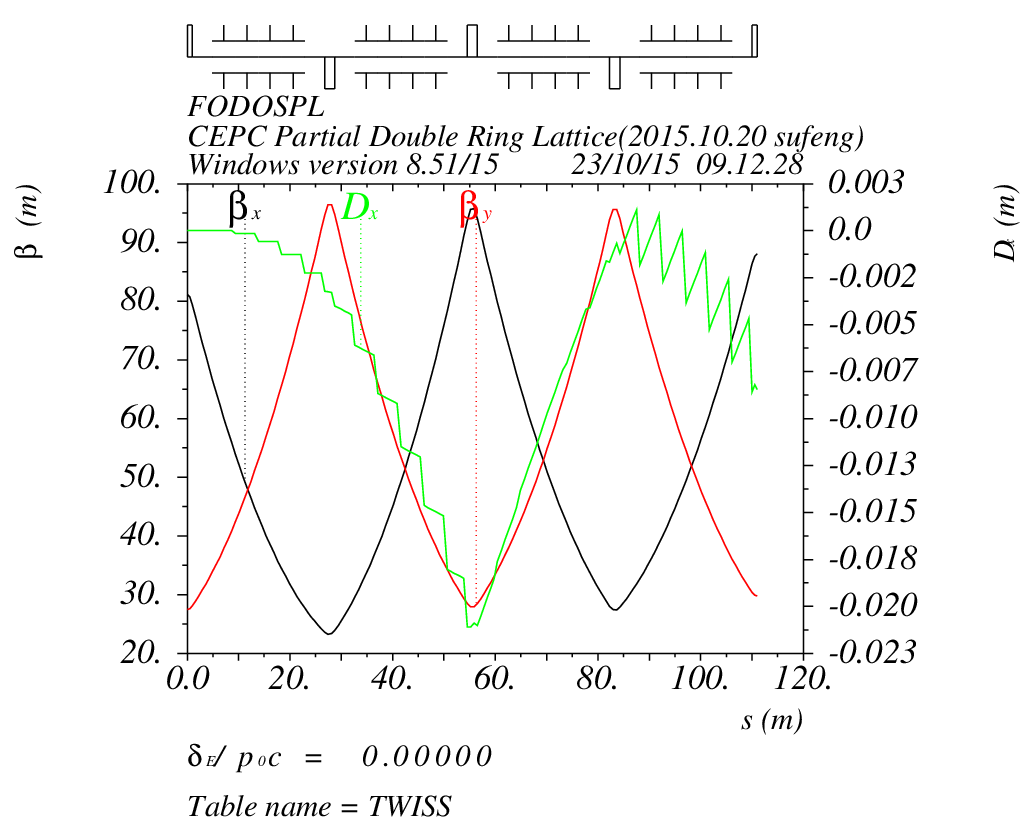 FODOSPL
CEPC Partial Double Ring Lattice(2015.10.20 sufeng)
Windows version 8.51/15 23/10/15 09.12.28
β (m)
100.
90.
80.
70.
60.
50.
40.
30.
20.
βx
Dx
βy
0.003
0.0
-0.002
-0.005
-0.007
-0.010
-0.013
-0.015
-0.018
-0.020
-0.023
Dx (m)
0.0 20. 40. 60. 80. 100. 120.
s (m)
δE/ p0c = 0.00000
Table name = TWISS